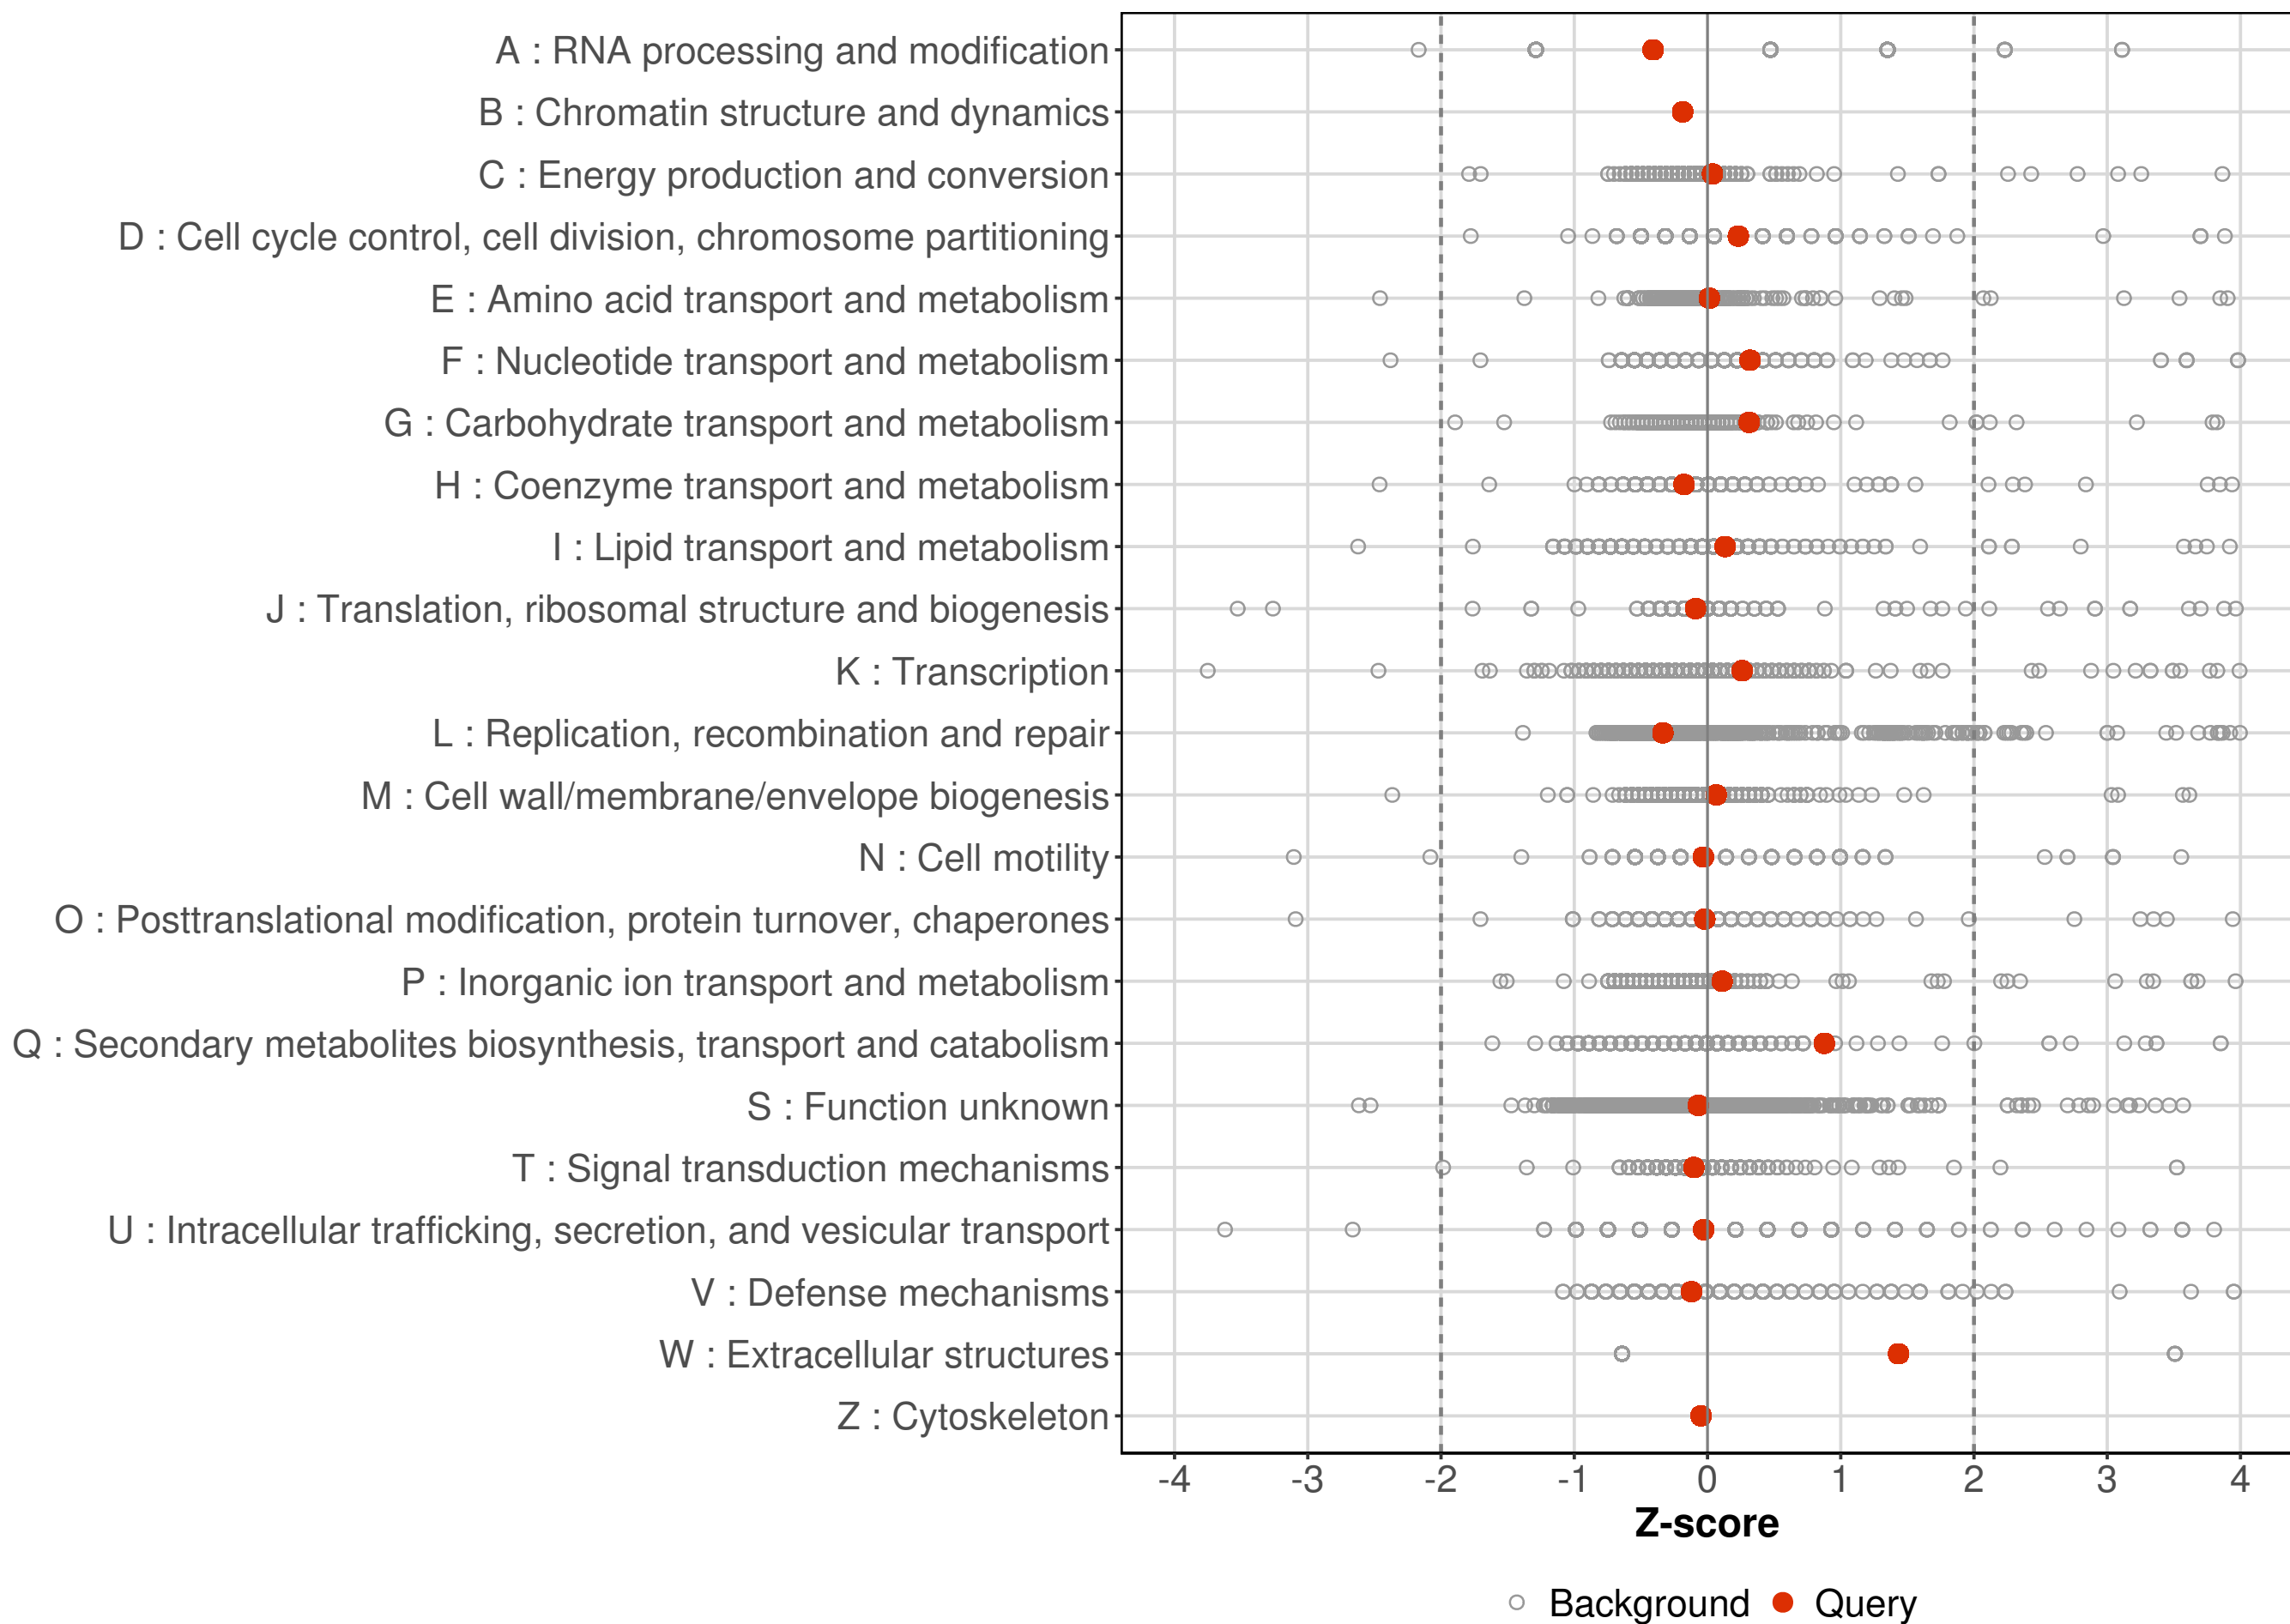 A : RNA processing and modification
B : Chromatin structure and dynamics
C : Energy production and conversion
D : Cell cycle control, cell division, chromosome partitioning
E : Amino acid transport and metabolism
F : Nucleotide transport and metabolism
G : Carbohydrate transport and metabolism
H : Coenzyme transport and metabolism
I : Lipid transport and metabolism
J : Translation, ribosomal structure and biogenesis
K : Transcription
L : Replication, recombination and repair
M : Cell wall/membrane/envelope biogenesis
N : Cell motility
O : Posttranslational modification, protein turnover, chaperones
P : Inorganic ion transport and metabolism
Q : Secondary metabolites biosynthesis, transport and catabolism
S : Function unknown
T : Signal transduction mechanisms
U : Intracellular trafficking, secretion, and vesicular transport
V : Defense mechanisms
W : Extracellular structures
Z : Cytoskeleton
-4 -3 -2 -1 0 1 2 3 4
Z-score
Background Query